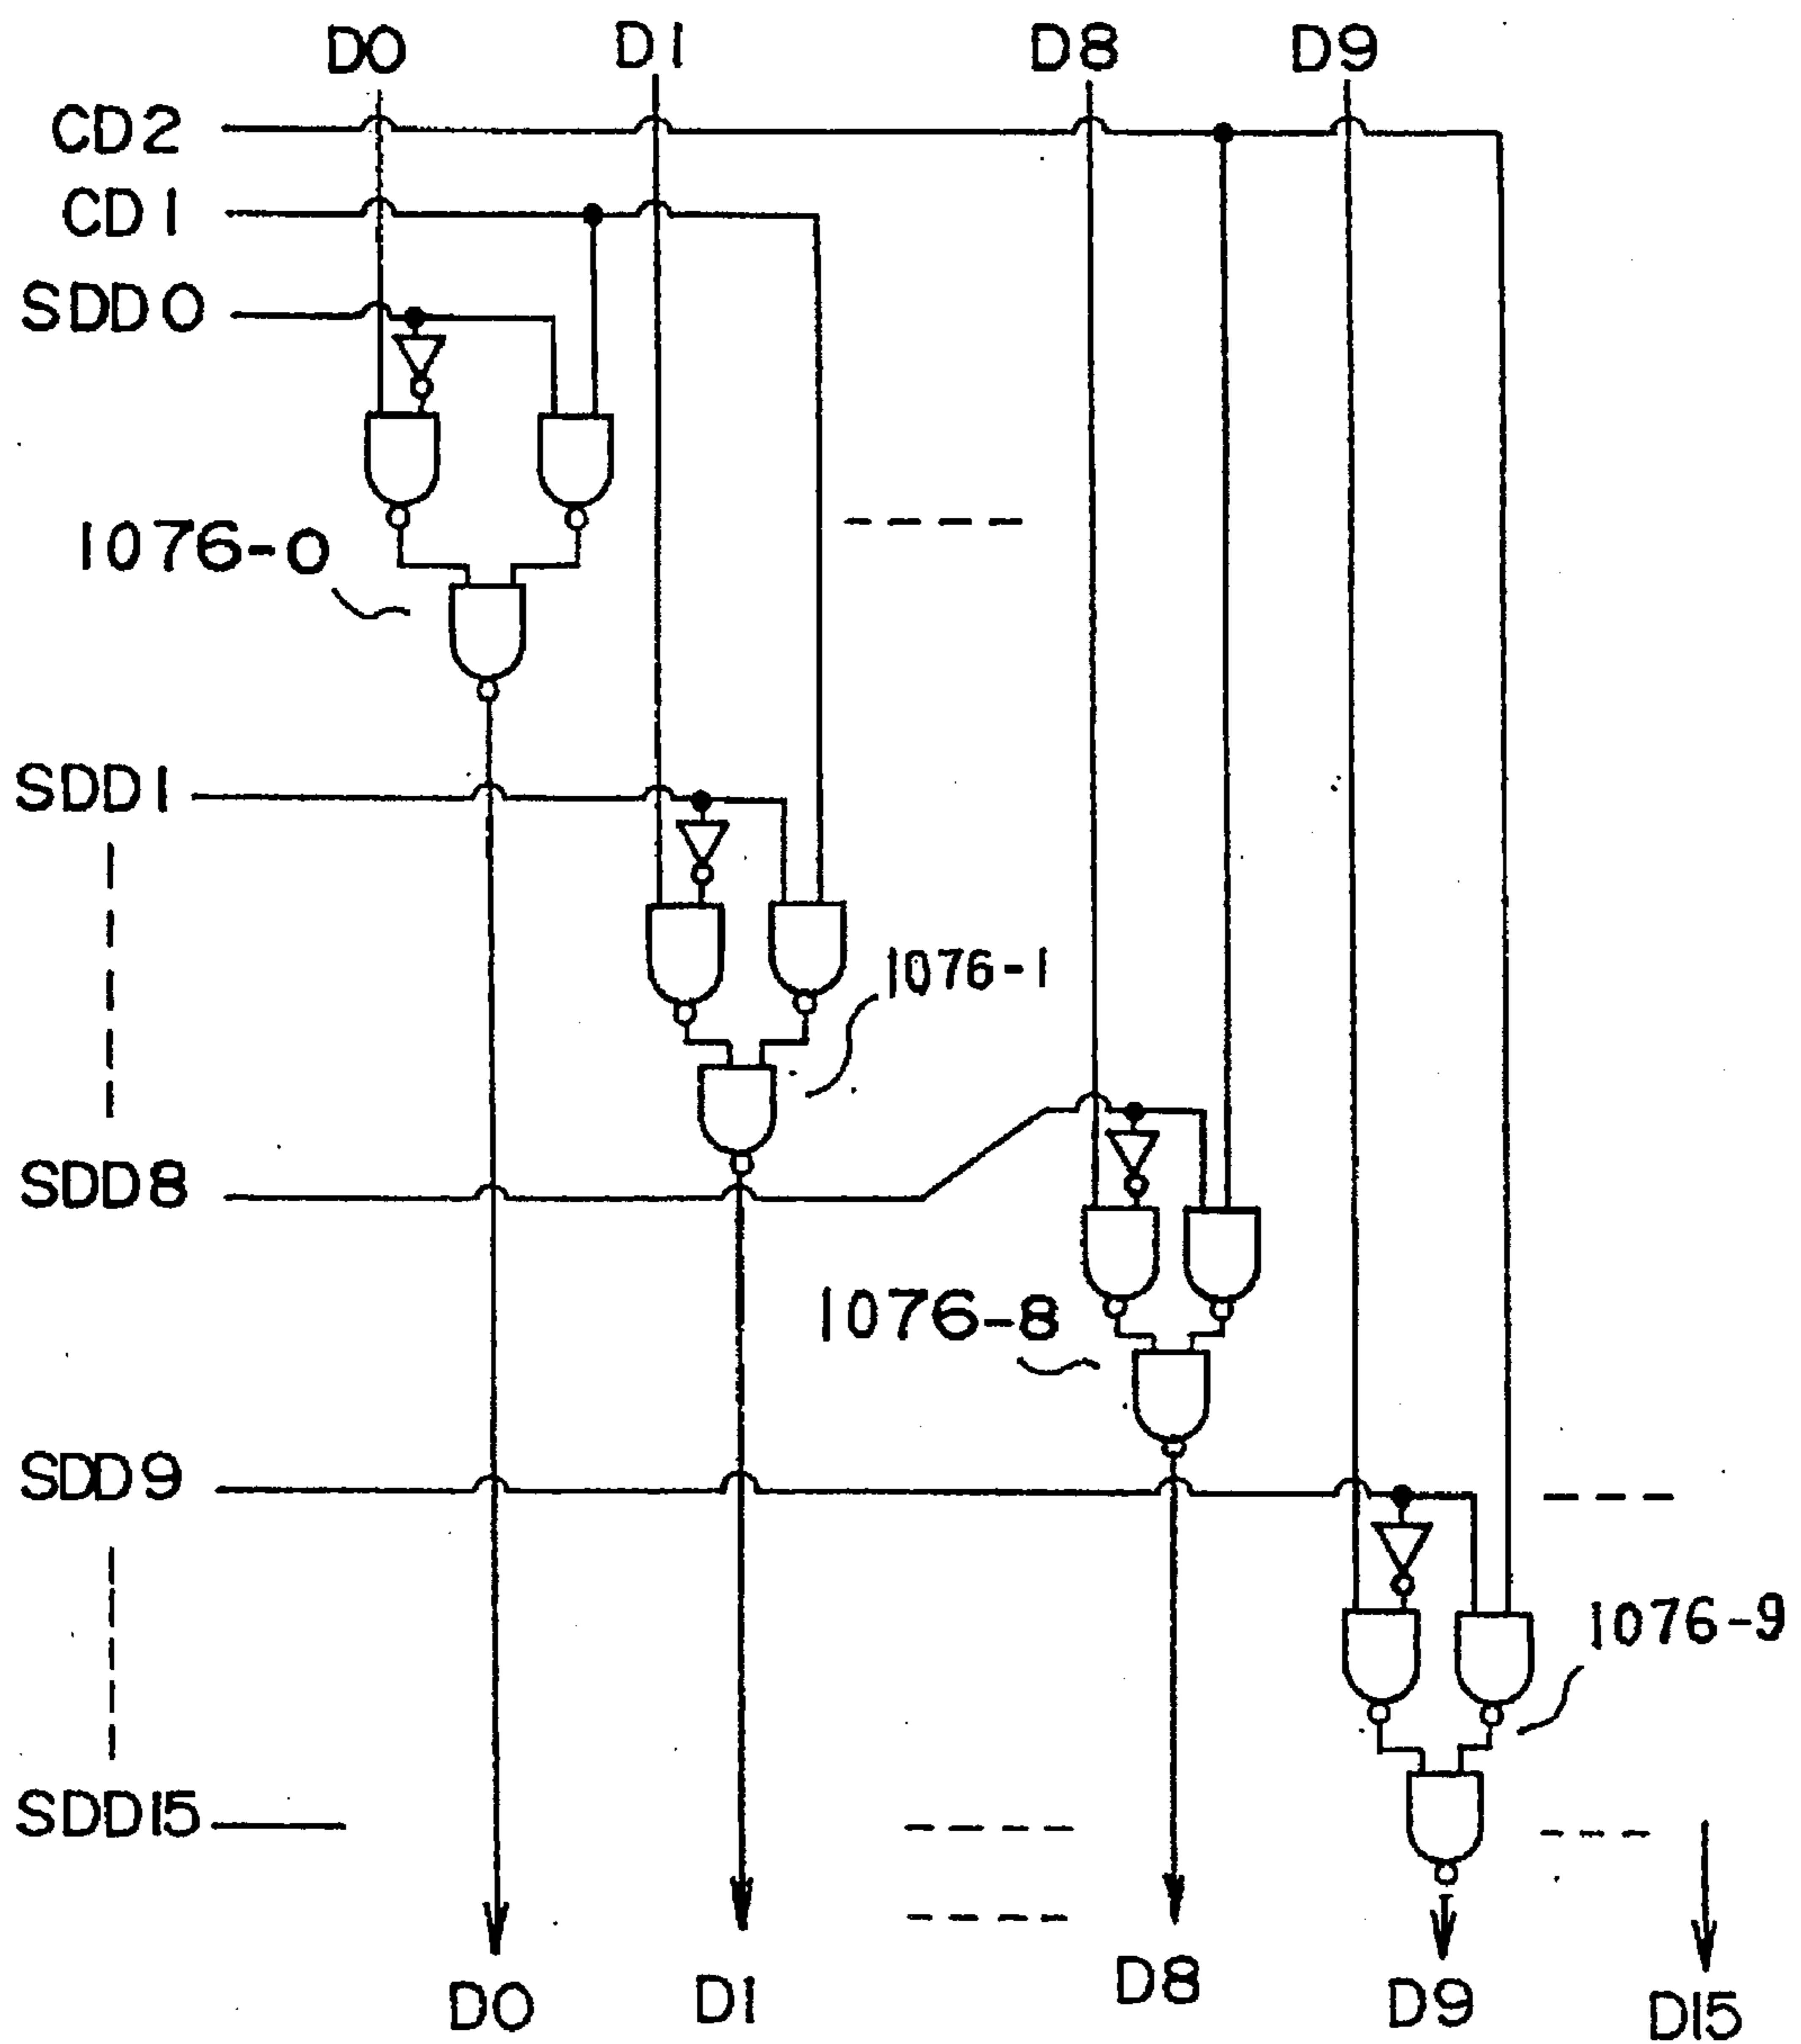 D0 D1 D8 D9
CD2
CD1
SDD0
1076-0
SDD1
1076-1
SDD8
1076-8
SDD9
1076-9
SDD15
D0 D1 D8 D9 D15